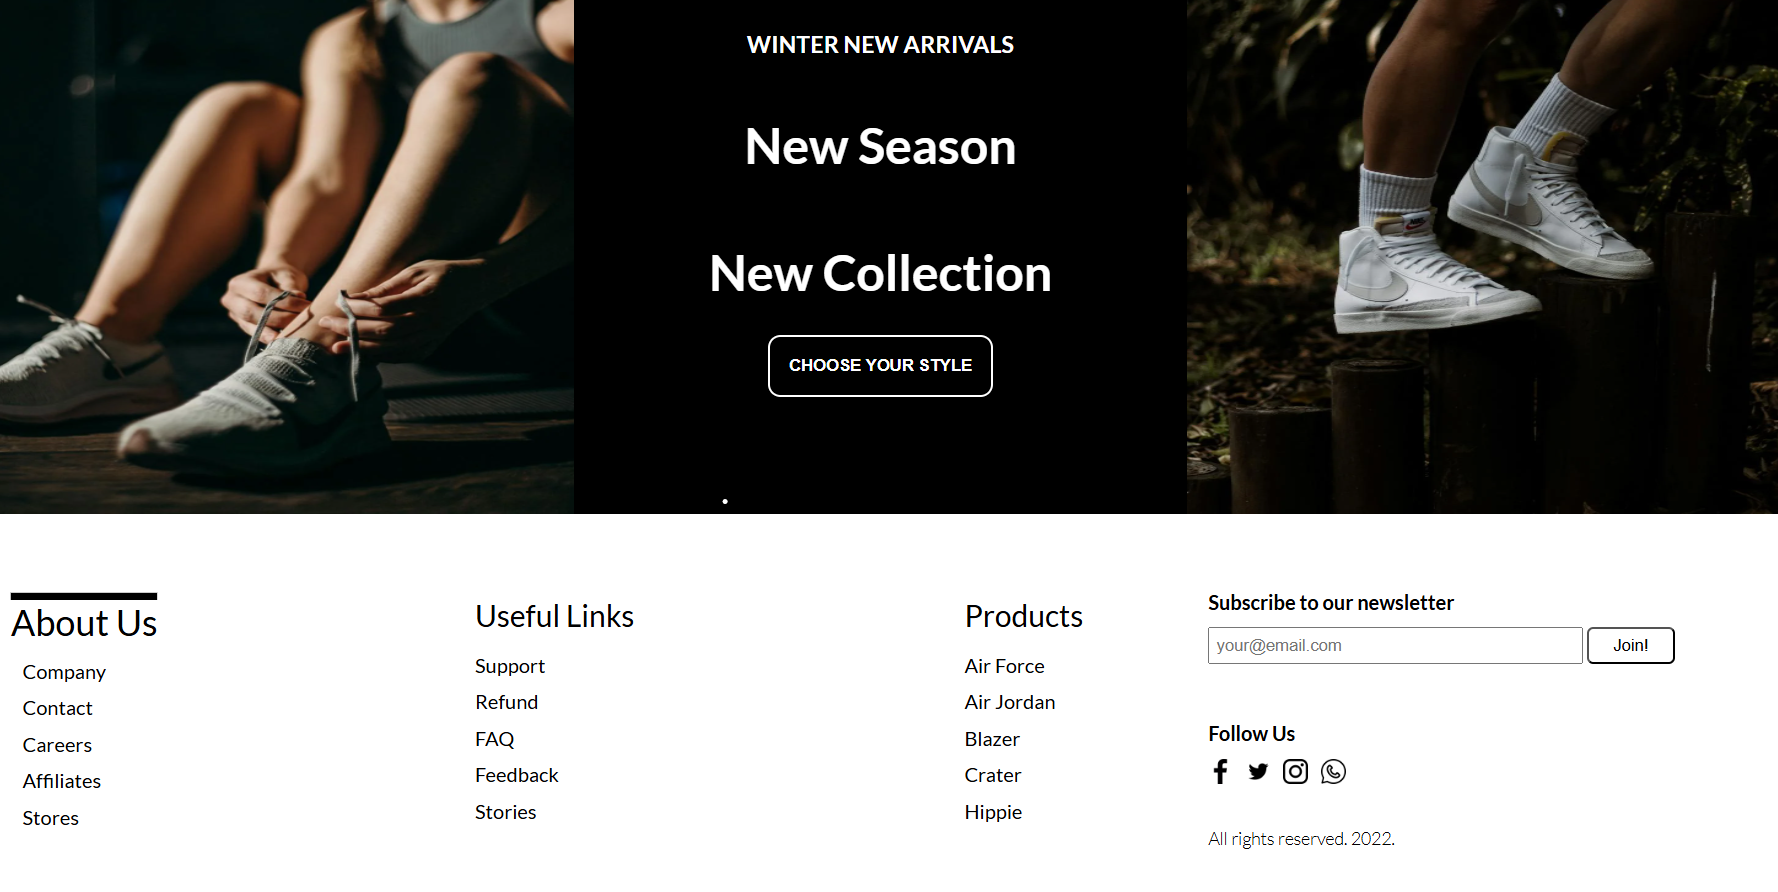 WINTER NEW ARRIVALS
New Season
New Collection
CHOOSE YOUR STYLE
About Us
Company
Contact
Careers
Affiliates
Stores
Useful Links
Support
Refund
FAQ
Feedback
Stories
Products
Air Force
Air Jordan
Blazer
Crater
Hippie
Subscribe to our newsletter
your@email.com
Join!
Follow Us
All rights reserved. 2022.